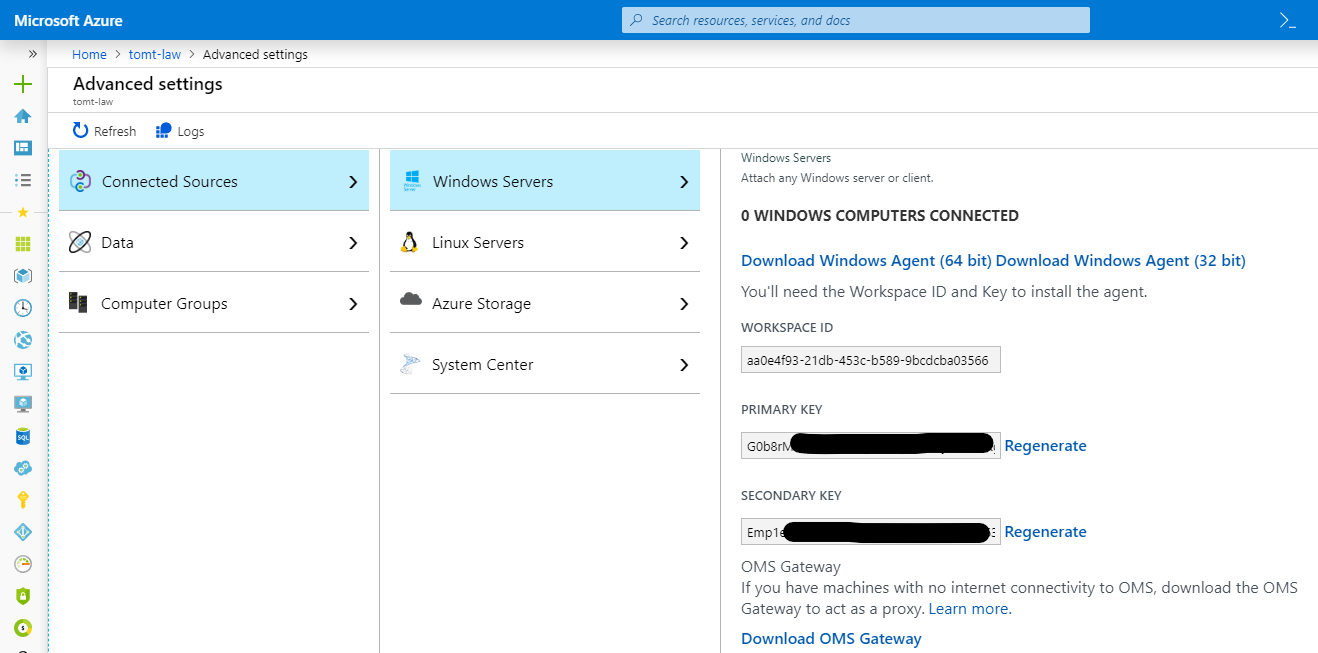 Microsoft Azure
Search resources, services, and docs
Home > tomt-law > Advanced settings
Advanced settings
tomt-law
Refresh
Logs
Connected Sources
Data
Computer Groups
Windows Servers
Linux Servers
Azure Storage
System Center
Windows Servers
Attach any Windows server or client.
0 WINDOWS COMPUTERS CONNECTED
Download Windows Agent (64 bit) Download Windows Agent (32 bit)
You'll need the Workspace ID and Key to install the agent.
WORKSPACE ID
aa0e4f93-21db-453c-b589-9bcdcba03566
PRIMARY KEY
G0b8rM Regenerate
SECONDARY KEY
Emp1e Regenerate
OMS Gateway
If you have machines with no internet connectivity to OMS, download the OMS
Gateway to act as a proxy. Learn more.
Download OMS Gateway